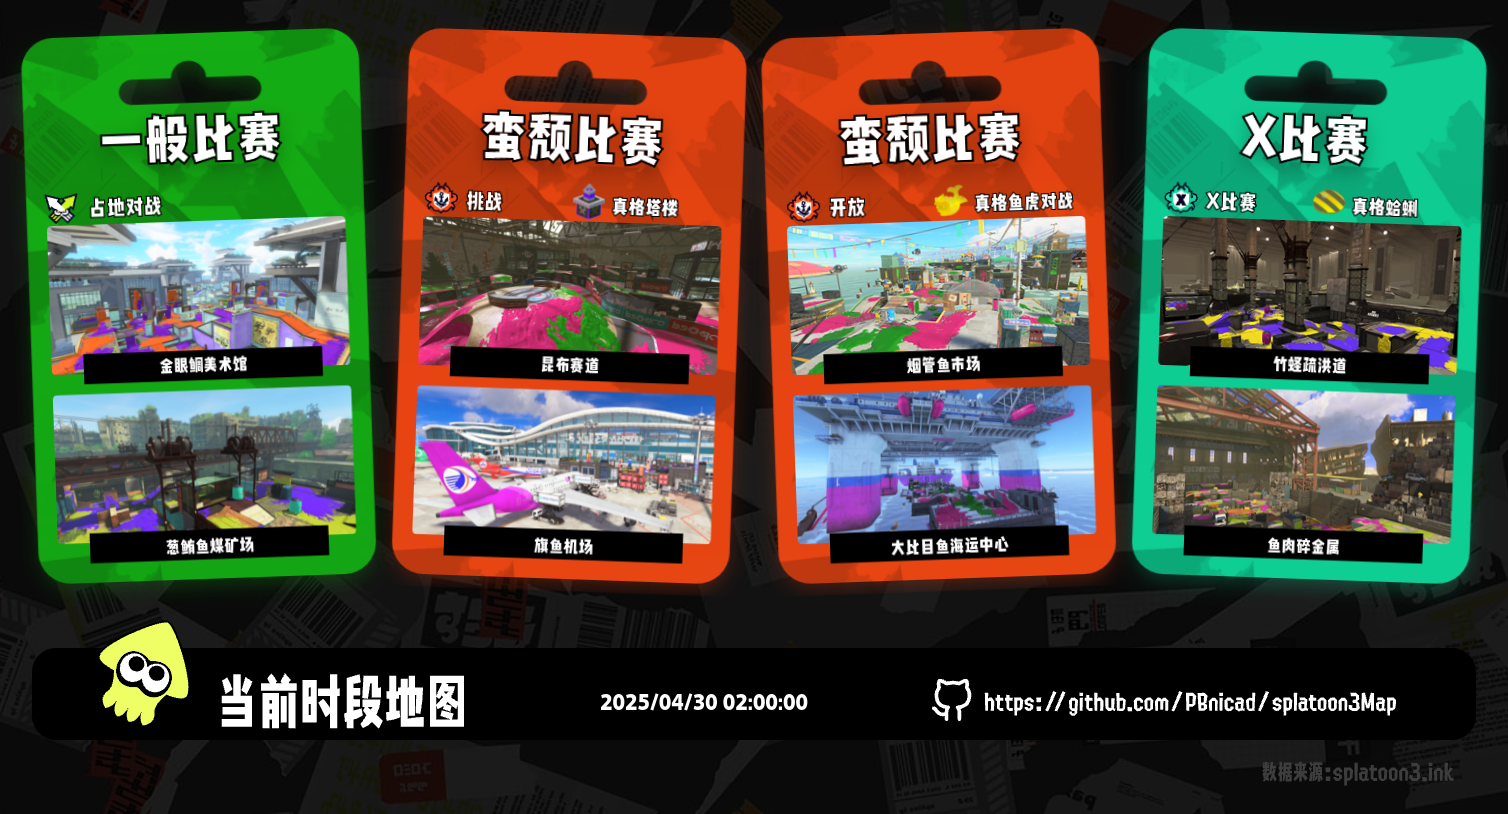 一般比赛
占地对战
金眼鲷美术馆
葱鲔鱼煤矿场
蛮颓比赛
挑战
真格塔楼
昆布赛道
旗鱼机场
蛮颓比赛
开放
真格鱼虎对战
烟管鱼市场
大比目鱼海运中心
X比赛
X比赛
真格蛤蜊
竹蛏疏洪道
鱼肉碎金属
当前时段地图
2025/04/30 02:00:00
https://github.com/PBnicad/splatoon3Map
数据来源:splatoon3.ink